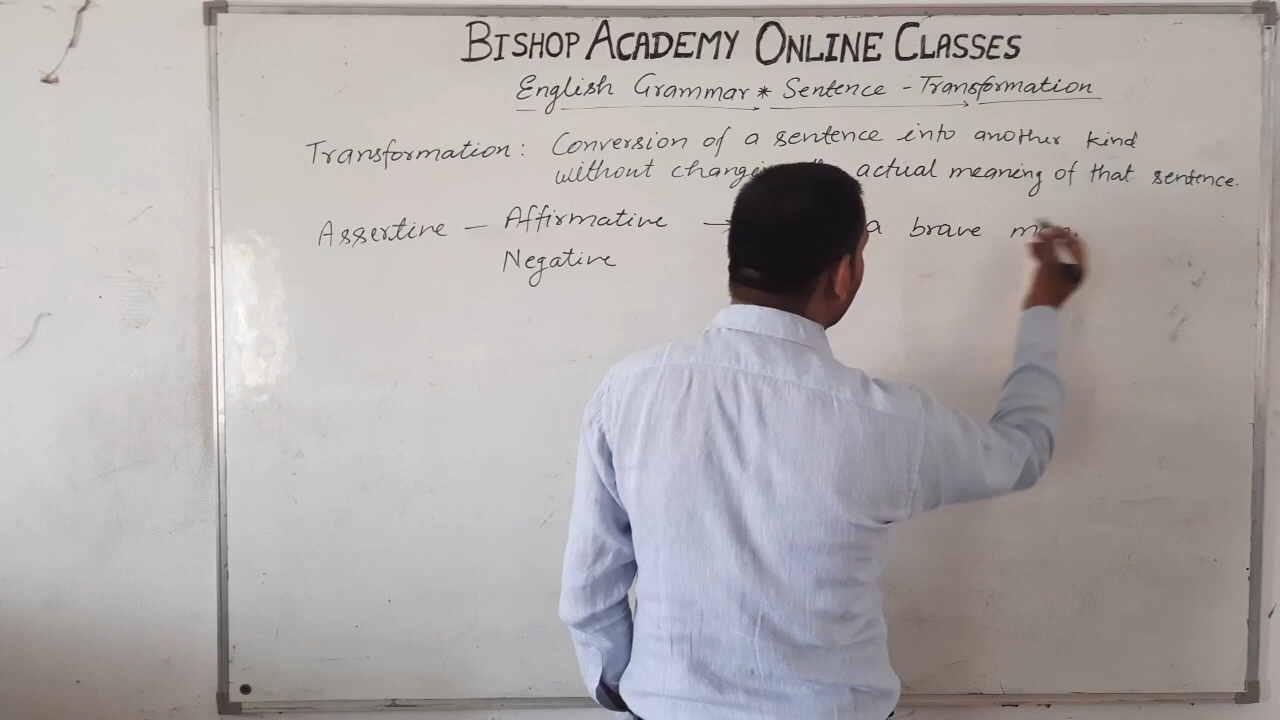 BISHOP ACADEMY ONLINE CLASSES
English Grammar * Sentence - Transformation
Transformation: Conversion of a sentence into another kind
without actual meaning of that sentence.
Assertive — Affirmative → a brave
Negative